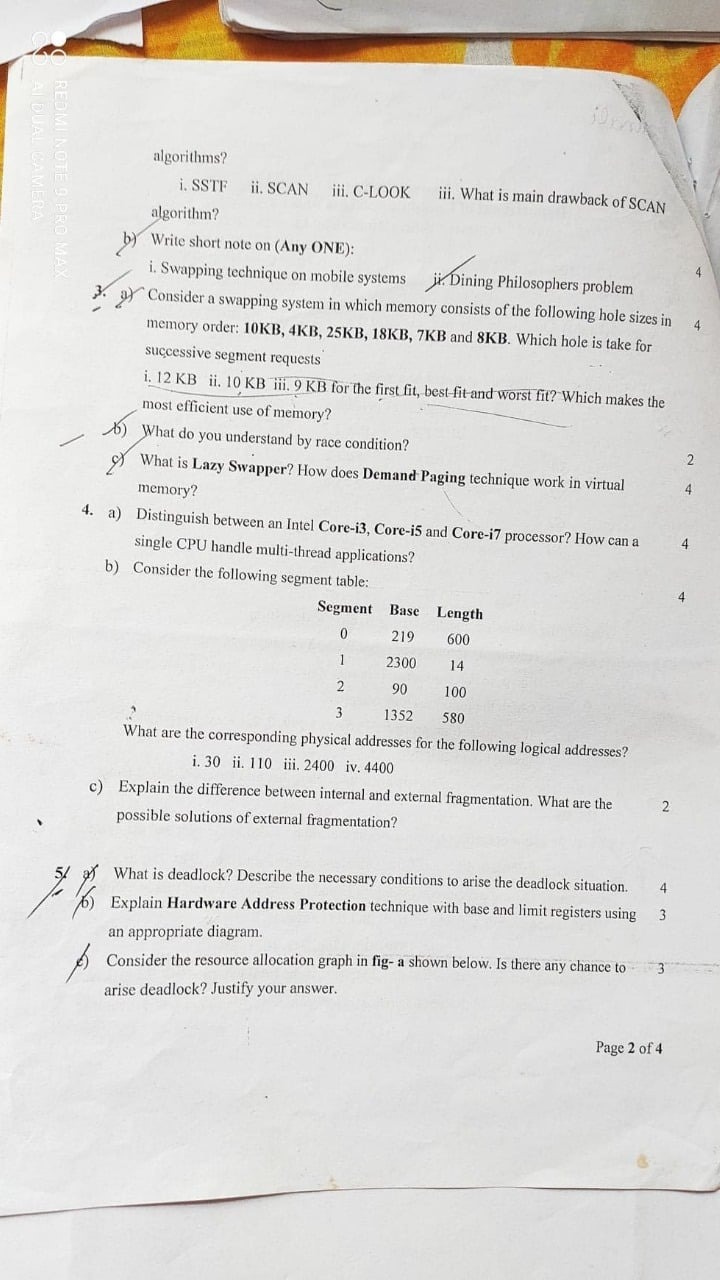 algorithms?
i. SSTF ii. SCAN iii. C-LOOK iii. What is main drawback of SCAN
algorithm?
b) Write short note on (Any ONE): 4
i. Swapping technique on mobile systems ii. Dining Philosophers problem
3. a) Consider a swapping system in which memory consists of the following hole sizes in 4
memory order: 10KB, 4KB, 25KB, 18KB, 7KB and 8KB. Which hole is take for
successive segment requests
i. 12 KB ii. 10 KB iii. 9 KB for the first fit, best fit and worst fit? Which makes the
most efficient use of memory?
b) What do you understand by race condition? 2
c) What is Lazy Swapper? How does Demand Paging technique work in virtual 4
memory?
4. a) Distinguish between an Intel Core-i3, Core-i5 and Core-i7 processor? How can a 4
single CPU handle multi-thread applications?
b) Consider the following segment table: 4
Segment Base Length
0 219 600
1 2300 14
2 90 100
3 1352 580
What are the corresponding physical addresses for the following logical addresses?
i. 30 ii. 110 iii. 2400 iv. 4400
c) Explain the difference between internal and external fragmentation. What are the 2
possible solutions of external fragmentation?
5/ a) What is deadlock? Describe the necessary conditions to arise the deadlock situation. 4
b) Explain Hardware Address Protection technique with base and limit registers using 3
an appropriate diagram.
c) Consider the resource allocation graph in fig- a shown below. Is there any chance to 3
arise deadlock? Justify your answer.
Page 2 of 4
REDMI NOTE 9 PRO MAX
AI DUAL CAMERA